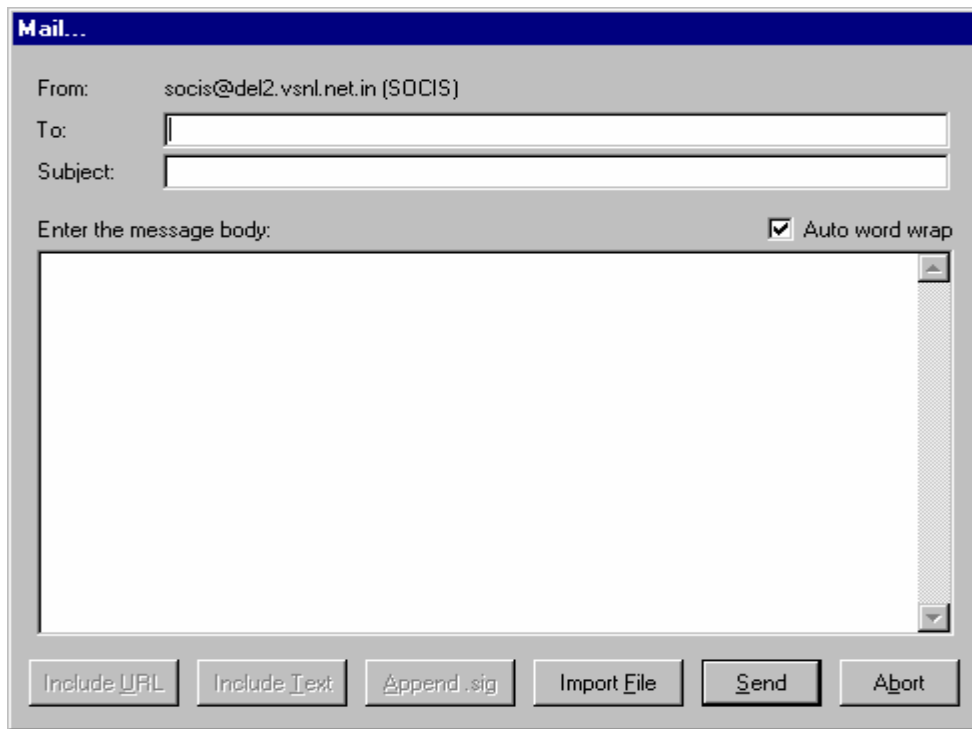 Mail...
From: socis@del2.vsnl.net.in (SOCIS)
To:
Subject:
Enter the message body: Auto word wrap
Include URL Include Text Append .sig Import File Send Abort